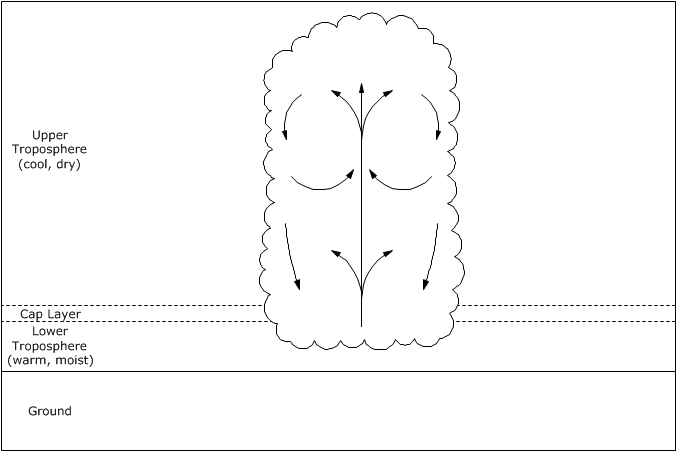 Upper
Troposphere
(cool, dry)
Cap Layer
Lower
Troposphere
(warm, moist)
Ground